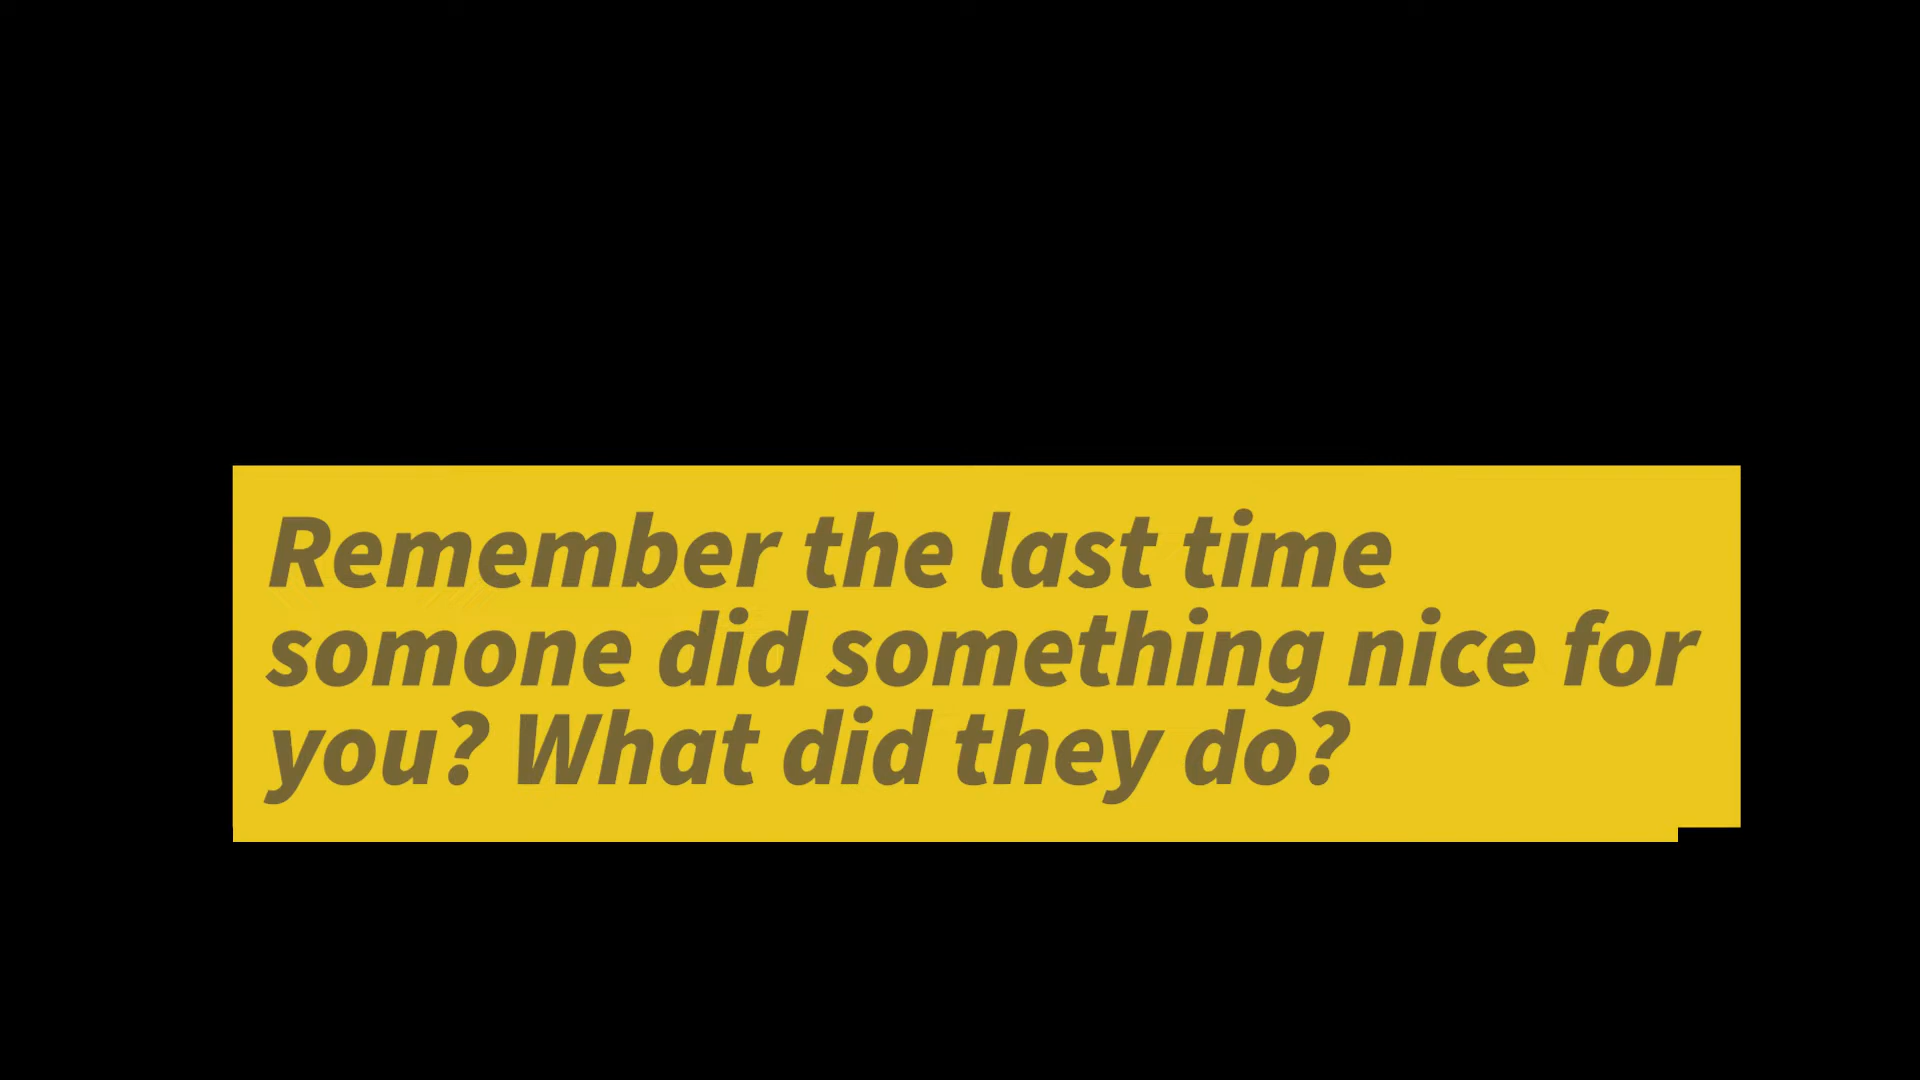 Remember the last time
somone did something nice for
you? What did they do?